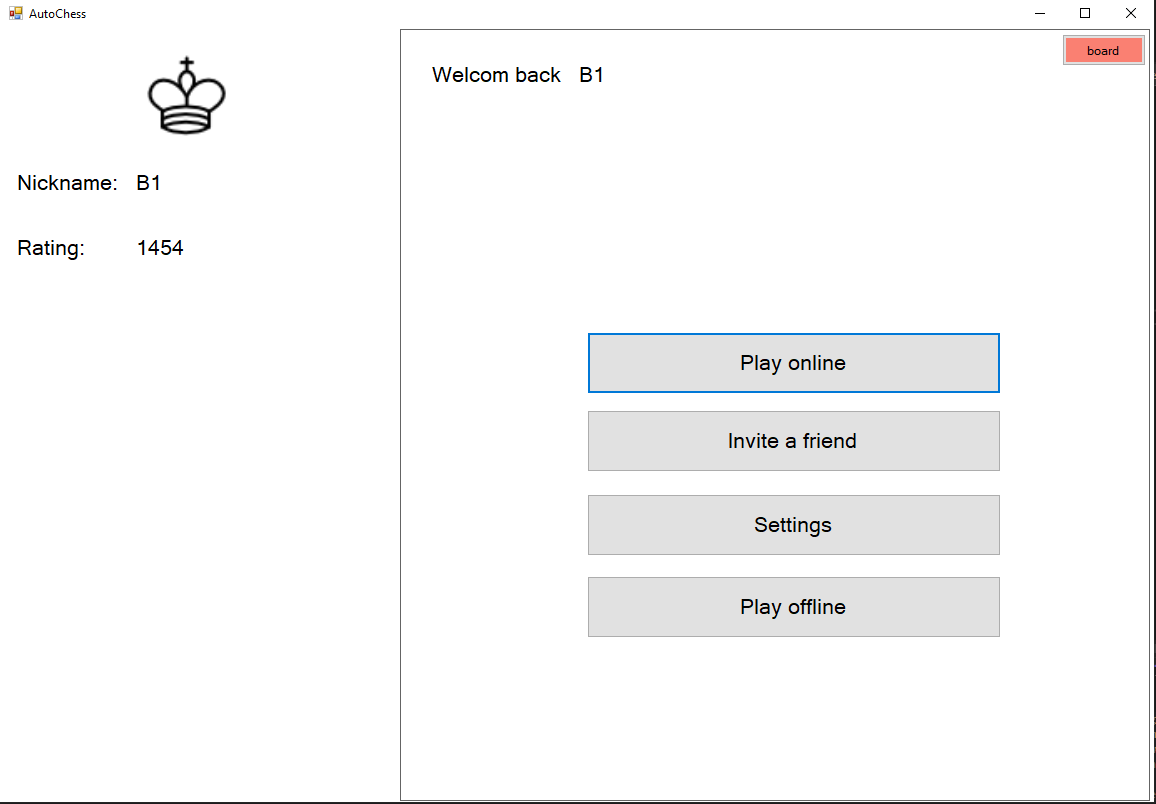 AutoChess
board
Welcom back B1
Nickname: B1
Rating: 1454
Play online
Invite a friend
Settings
Play offline